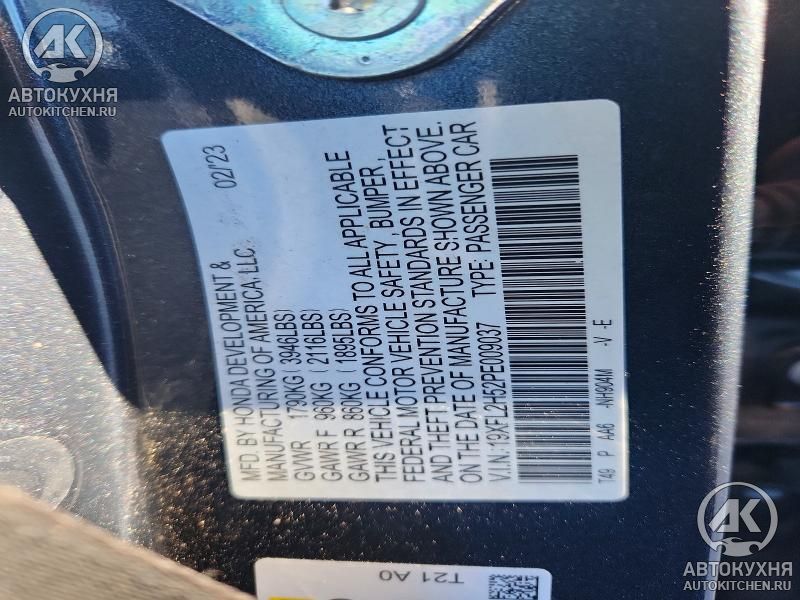 MFD. BY HONDA DEVELOPMENT &
MANUFACTURING OF AMERICA, LLC. 02/'23
GVWR 1790KG ( 3946LBS)
GAWR F 960KG ( 2116LBS)
GAWR R 860KG ( 1895LBS)
THIS VEHICLE CONFORMS TO ALL APPLICABLE
FEDERAL MOTOR VEHICLE SAFETY , BUMPER,
AND THEFT PREVENTION STANDARDS IN EFFECT
ON THE DATE OF MANUFACTURE SHOWN ABOVE.
V.I.N.: 19XFL2H52PE009037 TYPE: PASSENGER CAR
T49 P AA6 -NH904M -V -E
T21 A0
АК
АВТОКУХНЯ
AUTOKITCHEN.RU
АК
АВТОКУХНЯ
AUTOKITCHEN.RU